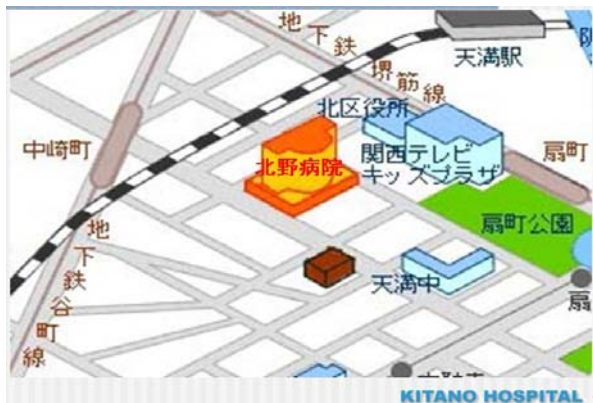 地下鉄堺筋線
天満駅
北区役所
中崎町
北野病院
関西テレビ
キッズプラザ
扇町
扇町公園
地下鉄谷町線
天満中
扇
KITANO HOSPITAL